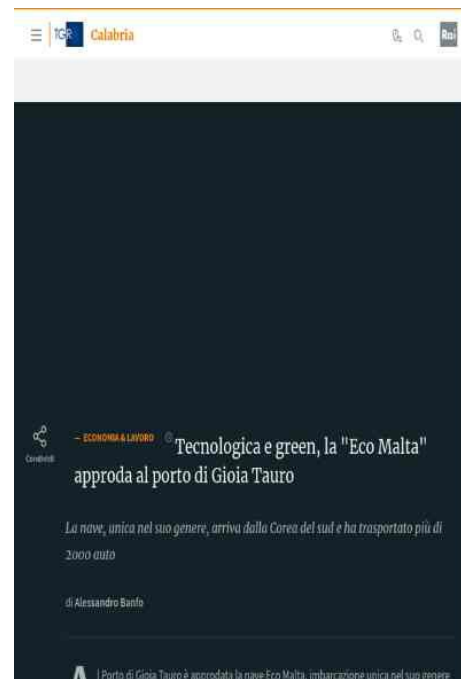 TGR Calabria Rai
— ECONOMIA & LAVORO
Condividi
Tecnologica e green, la "Eco Malta"
approda al porto di Gioia Tauro
La nave, unica nel suo genere, arriva dalla Corea del sud e ha trasportato più di
2000 auto
di Alessandro Banfo
Al Porto di Gioia Tauro è approdata la nave Eco Malta, imbarcazione unica nel suo genere